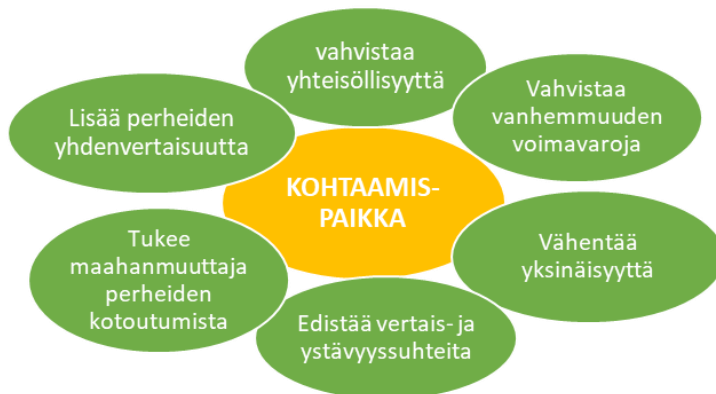 vahvistaa
yhteisöllisyyttä
Vahvistaa
vanhemmuuden
voimavaroja
Lisää perheiden
yhdenvertaisuutta
KOHTAAMIS-
PAIKKA
Vähentää
yksinäisyyttä
Tukee
maahanmuuttaja
perheiden
kotoutumista
Edistää vertais- ja
ystävyyssuhteita